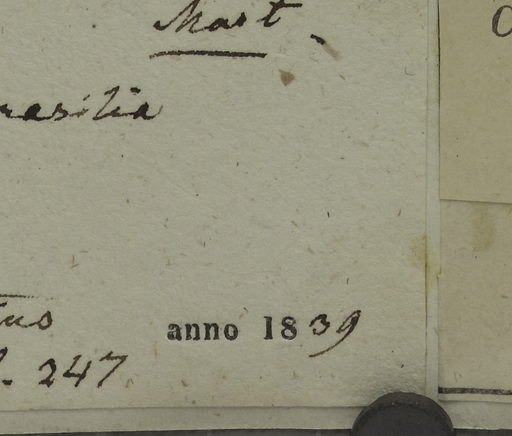 Mart.
rasilia
anno 1839
247